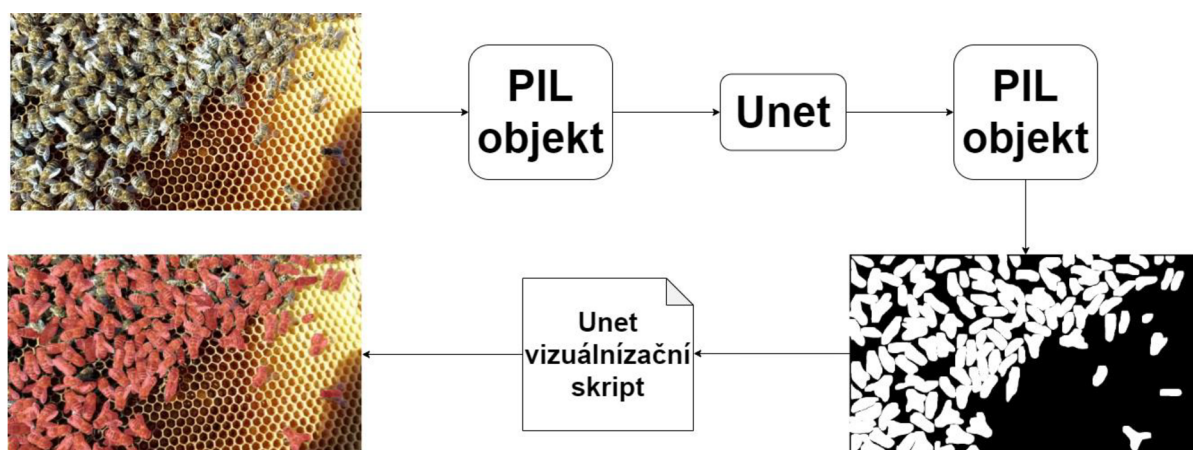 PIL
objekt
Unet
PIL
objekt
Unet
vizuálnízační
skript